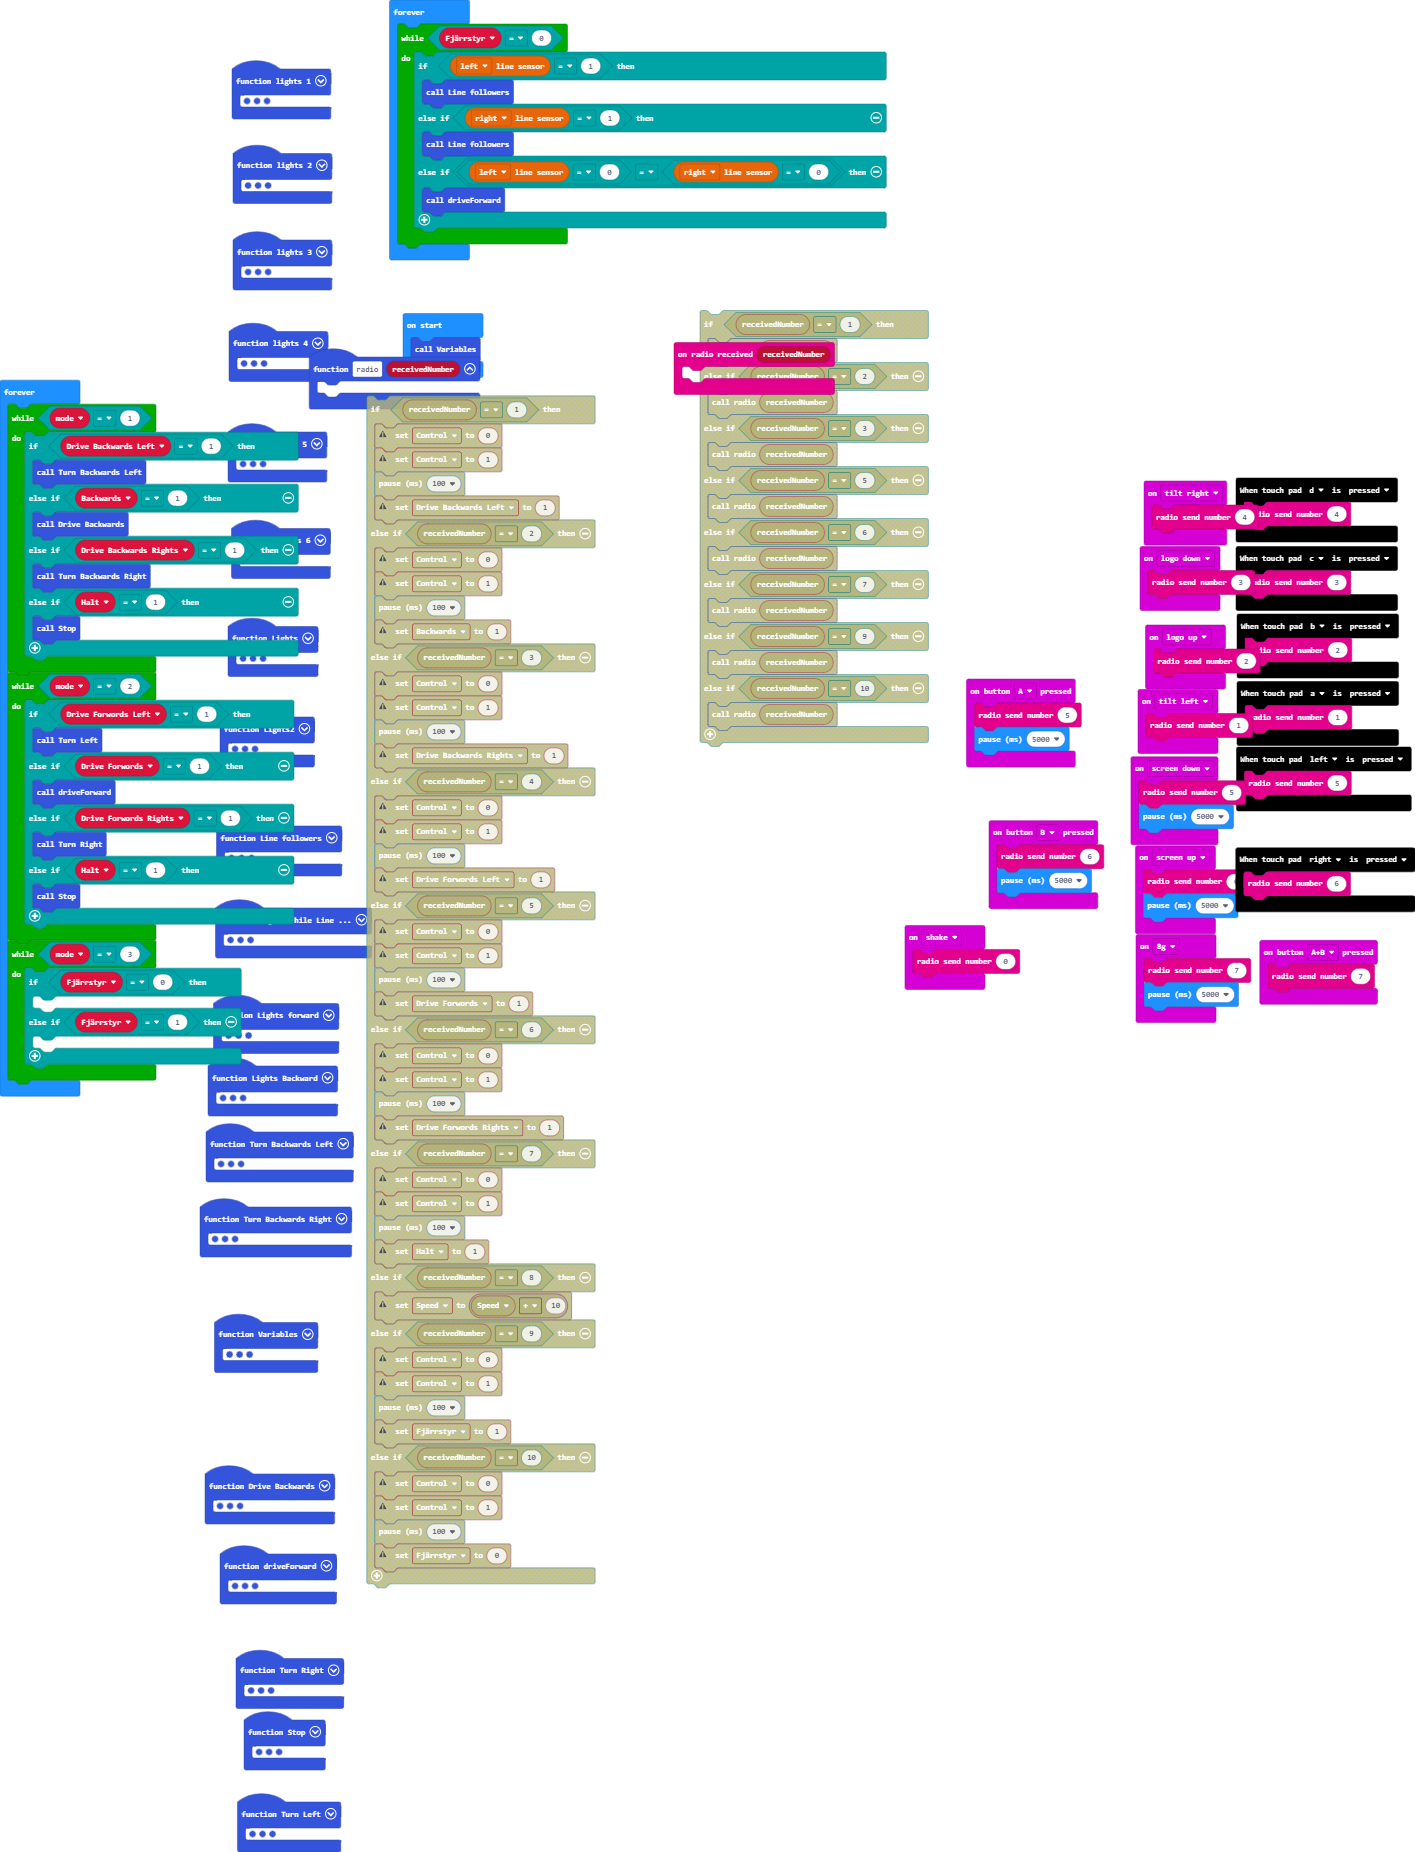 forever
while Fjärrstyr = 0
do
if left line sensor = 1 then
call Line followers
else if right line sensor = 1 then
call Line followers
else if left line sensor = 0 = right line sensor = 0 then
call driveForward
function lights 1
function lights 2
function lights 3
function lights 4
on start
call Variables
function radio receivedNumber
5
s 6
function Lights
function Lights2
function Line followers
hile Line ...
ion Lights forward
function Lights Backward
function Turn Backwards Left
function Turn Backwards Right
function Variables
function Drive Backwards
function driveForward
function Turn Right
function Stop
function Turn Left
forever
while mode = 1
do
if Drive Backwards Left = 1 then
call Turn Backwards Left
else if Backwards = 1 then
call Drive Backwards
else if Drive Backwards Rights = 1 then
call Turn Backwards Right
else if Halt = 1 then
call Stop
while mode = 2
do
if Drive Forwords Left = 1 then
call Turn Left
else if Drive Forwords = 1 then
call driveForward
else if Drive Forwords Rights = 1 then
call Turn Right
else if Halt = 1 then
call Stop
while mode = 3
do
if Fjärrstyr = 0 then
else if Fjärrstyr = 1 then
if receivedNumber = 1 then
set Control to 0
set Control to 1
pause (ms) 100
set Drive Backwards Left to 1
else if receivedNumber = 2 then
set Control to 0
set Control to 1
pause (ms) 100
set Backwards to 1
else if receivedNumber = 3 then
set Control to 0
set Control to 1
pause (ms) 100
set Drive Backwards Rights to 1
else if receivedNumber = 4 then
set Control to 0
set Control to 1
pause (ms) 100
set Drive Forwords Left to 1
else if receivedNumber = 5 then
set Control to 0
set Control to 1
pause (ms) 100
set Drive Forwords to 1
else if receivedNumber = 6 then
set Control to 0
set Control to 1
pause (ms) 100
set Drive Forwords Rights to 1
else if receivedNumber = 7 then
set Control to 0
set Control to 1
pause (ms) 100
set Halt to 1
else if receivedNumber = 8 then
set Speed to Speed + 10
else if receivedNumber = 9 then
set Control to 0
set Control to 1
pause (ms) 100
set Fjärrstyr to 1
else if receivedNumber = 10 then
set Control to 0
set Control to 1
pause (ms) 100
set Fjärrstyr to 0
if receivedNumber = 1 then
on radio received receivedNumber
else if receivedNumber = 2 then
call radio receivedNumber
else if receivedNumber = 3 then
call radio receivedNumber
else if receivedNumber = 5 then
call radio receivedNumber
else if receivedNumber = 6 then
call radio receivedNumber
else if receivedNumber = 7 then
call radio receivedNumber
else if receivedNumber = 9 then
call radio receivedNumber
else if receivedNumber = 10 then
call radio receivedNumber
on button A pressed
radio send number 5
pause (ms) 5000
on button B pressed
radio send number 6
pause (ms) 5000
on shake
radio send number 0
on tilt right
radio send number 4
on logo down
radio send number 3
on logo up
radio send number 2
on tilt left
radio send number 1
on screen down
radio send number 5
pause (ms) 5000
on screen up
radio send number
pause (ms) 5000
on 8g
radio send number 7
pause (ms) 5000
When touch pad d is pressed
dio send number 4
When touch pad c is pressed
dio send number 3
When touch pad b is pressed
dio send number 2
When touch pad a is pressed
adio send number 1
When touch pad left is pressed
radio send number 5
When touch pad right is pressed
radio send number 6
on button A+B pressed
radio send number 7